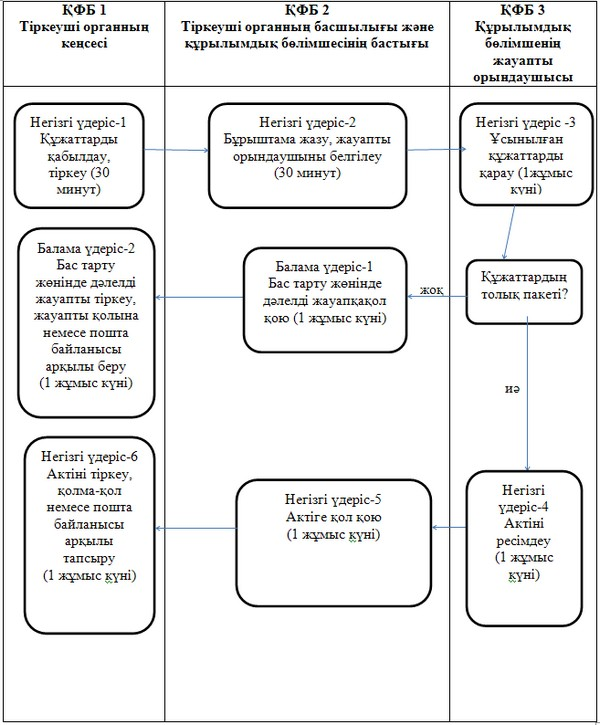 ҚФБ 1
Тіркеуші органның
кеңсесі
ҚФБ 2
Тіркеуші органның басшылығы және
құрылымдық бөлімшесінің бастығы
ҚФБ 3
Құрылымдық
бөлімшенің
жауапты
орындаушысы
Негізгі үдеріс-1
Құжаттарды
қабылдау,
тіркеу (30
минут)
Негізгі үдеріс-2
Бұрыштама жазу, жауапты
орындаушыны белгілеу
(30 минут)
Негізгі үдеріс -3
Ұсынылған
құжаттарды
қарау (1жұмыс
күні)
Балама үдеріс-2
Бас тарту
жөнінде дәлелді
жауапты тіркеу,
жауапты қолына
немесе пошта
байланысы
арқылы беру
(1 жұмыс күні)
Балама үдеріс-1
Бас тарту жөнінде
дәлелді жауапқақол
қою (1 жұмыс күні)
жоқ
Құжаттардың
толық пакеті?
иә
Негізгі үдеріс-6
Актіні тіркеу,
қолма-қол
немесе пошта
байланысы
арқылы
тапсыру
(1 жұмыс күні)
Негізгі үдеріс-5
Актіге қол қою
(1 жұмыс күні)
Негізгі
үдеріс-4
Актіні
ресімдеу
(1 жұмыс
күні)